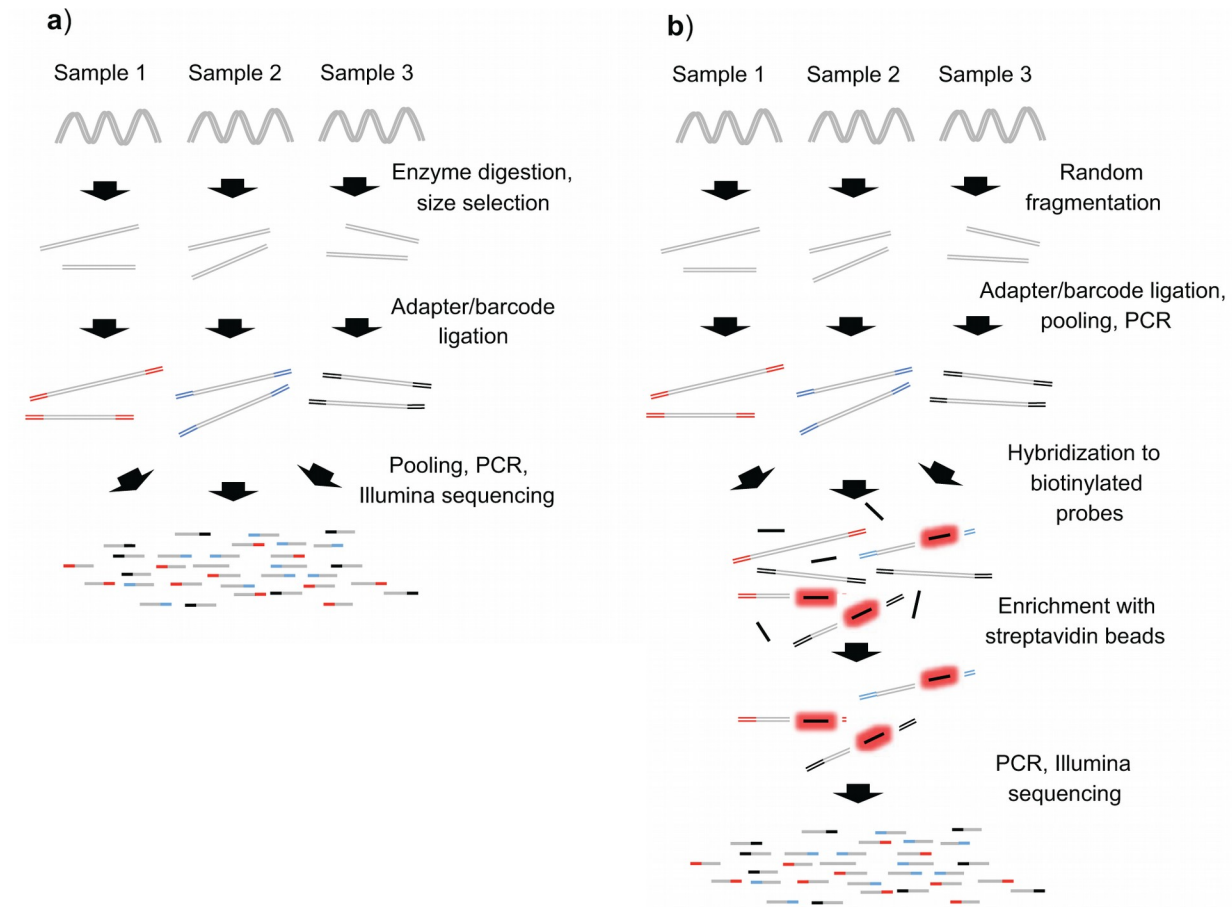 a)
Sample 1
Sample 2
Sample 3
Enzyme digestion,
size selection
Adapter/barcode
ligation
Pooling, PCR,
Illumina sequencing
b)
Sample 1
Sample 2
Sample 3
Random
fragmentation
Adapter/barcode ligation,
pooling, PCR
Hybridization to
biotinylated
probes
Enrichment with
streptavidin beads
PCR, Illumina
sequencing